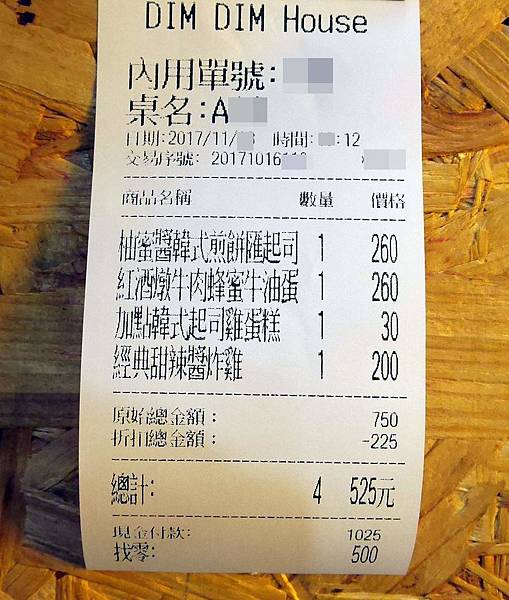 DIM DIM House
內用單號:
桌名:A
日期:2017/11/ 時間: :12
交易序號: 20171016
商品名稱 數量 價格
柚蜜醬韓式煎餅匯起司 1 260
紅酒燉牛肉蜂蜜牛油蛋 1 260
加點韓式起司雞蛋糕 1 30
經典甜辣醬炸雞 1 200
原始總金額: 750
折扣總金額: -225
總計: 4 525元
現金付款: 1025
找零: 500